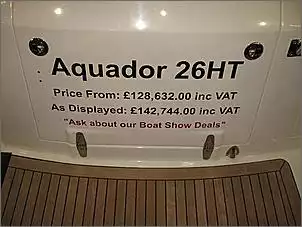 Aquador 26HT
Price From: £128,632.00 inc VAT
As Displayed: £142,744.00 inc VAT
"Ask about our Boat Show Deals"